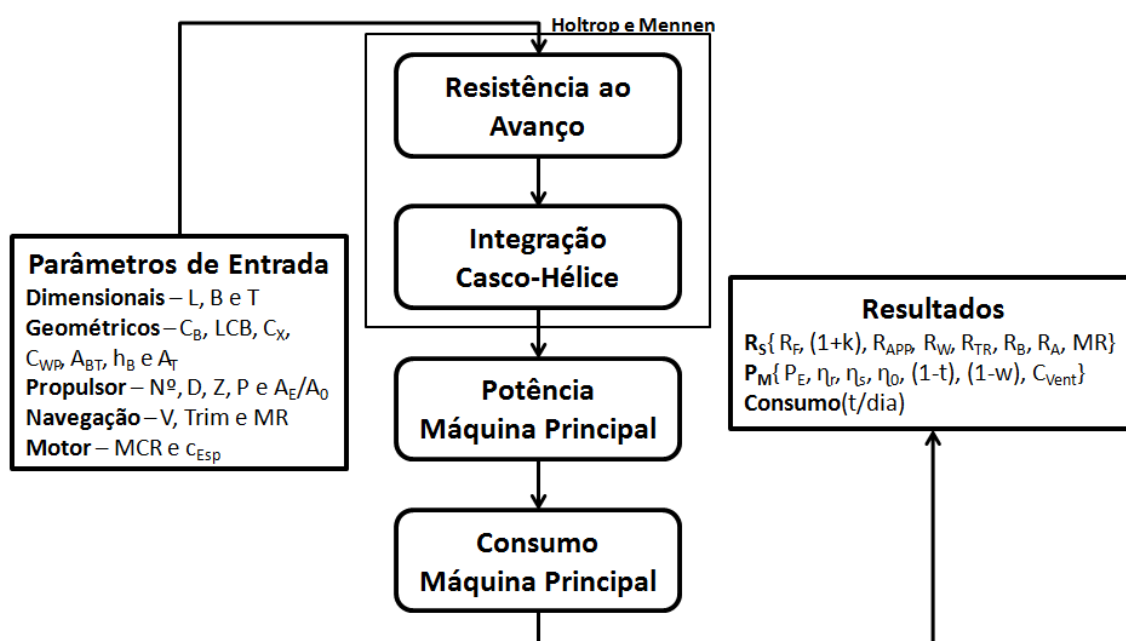 Holtrop e Mennen
Resistência ao
Avanço
Integração
Casco-Hélice
Parâmetros de Entrada
Dimensionais – L, B e T
Geométricos – C_B, LCB, C_X,
C_WP, A_BT, h_B e A_T
Propulsor – Nº, D, Z, P e A_E/A_0
Navegação – V, Trim e MR
Motor – MCR e c_Esp
Potência
Máquina Principal
Consumo
Máquina Principal
Resultados
R_S{ R_F, (1+k), R_APP, R_W, R_TR, R_B, R_A, MR}
P_M{ P_E, η_r, η_s, η_0, (1-t), (1-w), C_Vent}
Consumo(t/dia)